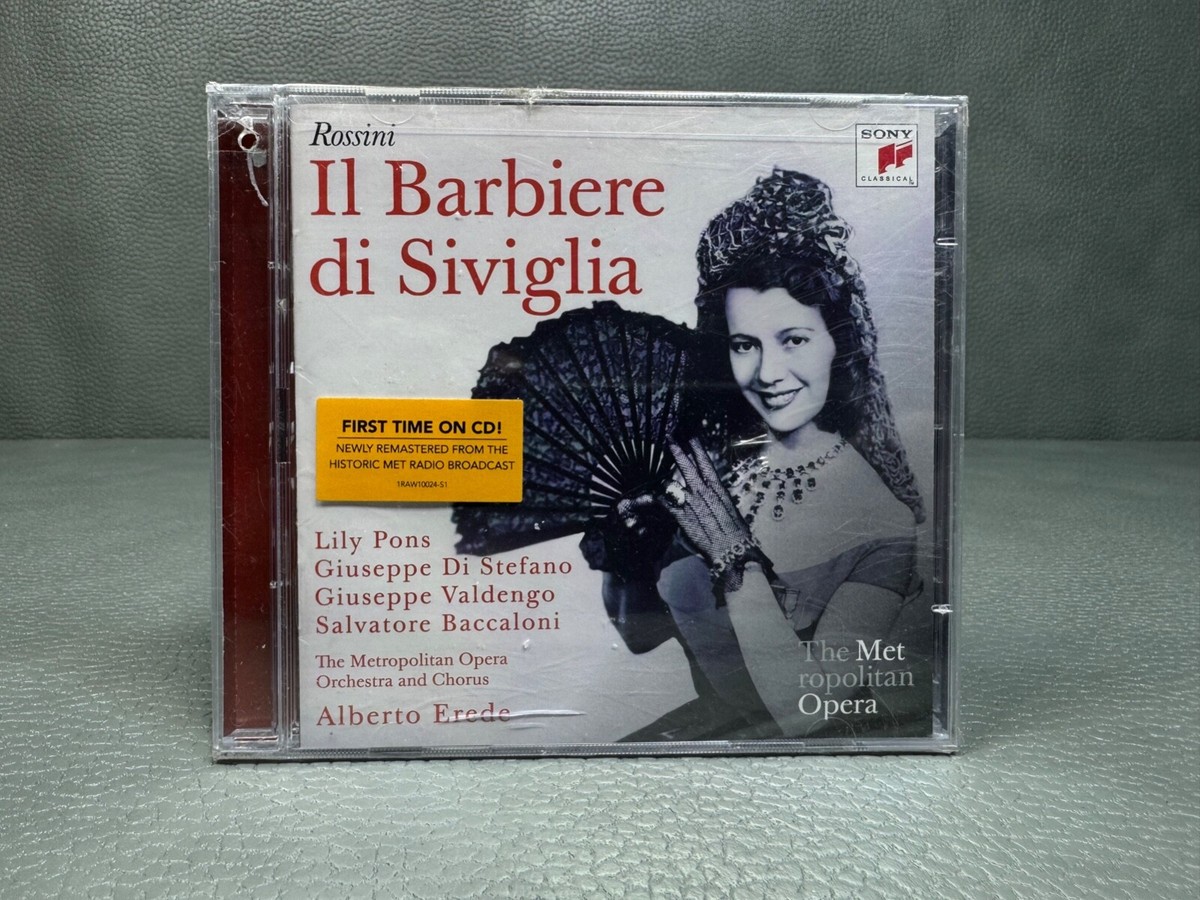 Rossini
Il Barbiere
di Siviglia
SONY
CLASSICAL
FIRST TIME ON CD!
NEWLY REMASTERED FROM THE
HISTORIC MET RADIO BROADCAST
1RAW10024-S1
Lily Pons
Giuseppe Di Stefano
Giuseppe Valdengo
Salvatore Baccaloni
The Metropolitan Opera
Orchestra and Chorus
Alberto Erede
The Met
ropolitan
Opera